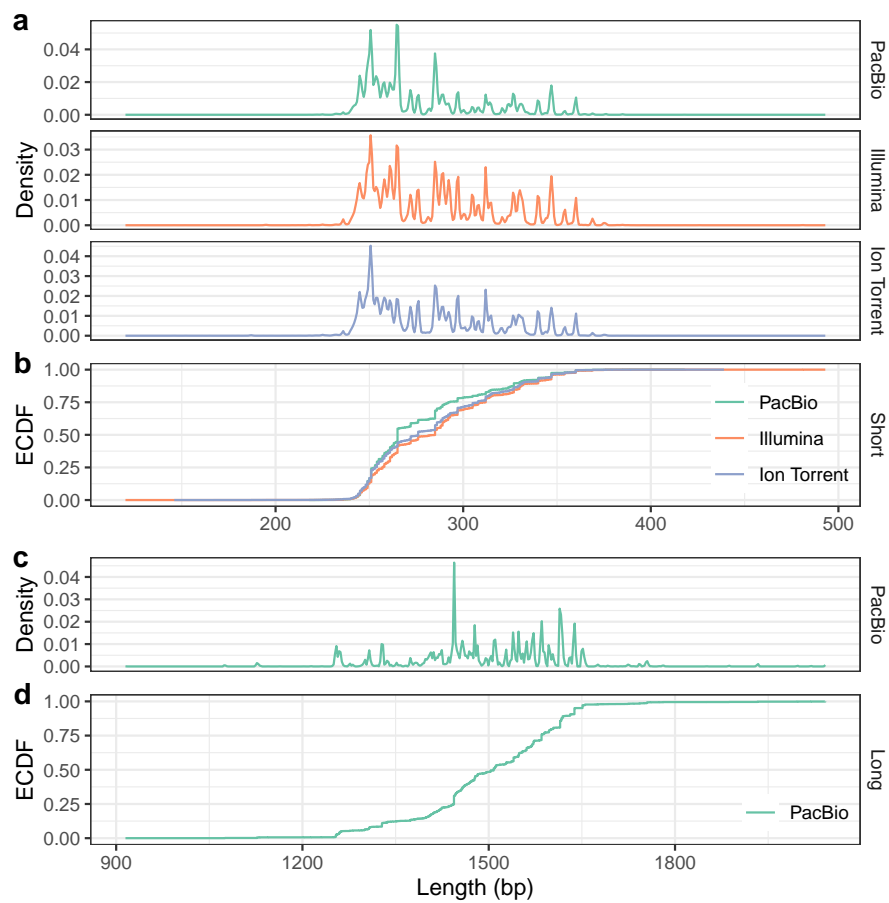 a
0.04
0.02
0.00
PacBio
0.03
0.02
0.01
0.00
Illumina
Density
0.04
0.03
0.02
0.01
0.00
Ion Torrent
b
1.00
0.75
0.50
0.25
0.00
ECDF
PacBio
Illumina
Ion Torrent
Short
200 300 400 500
c
0.04
0.03
0.02
0.01
0.00
Density
PacBio
d
1.00
0.75
0.50
0.25
0.00
ECDF
PacBio
Long
900 1200 1500 1800
Length (bp)